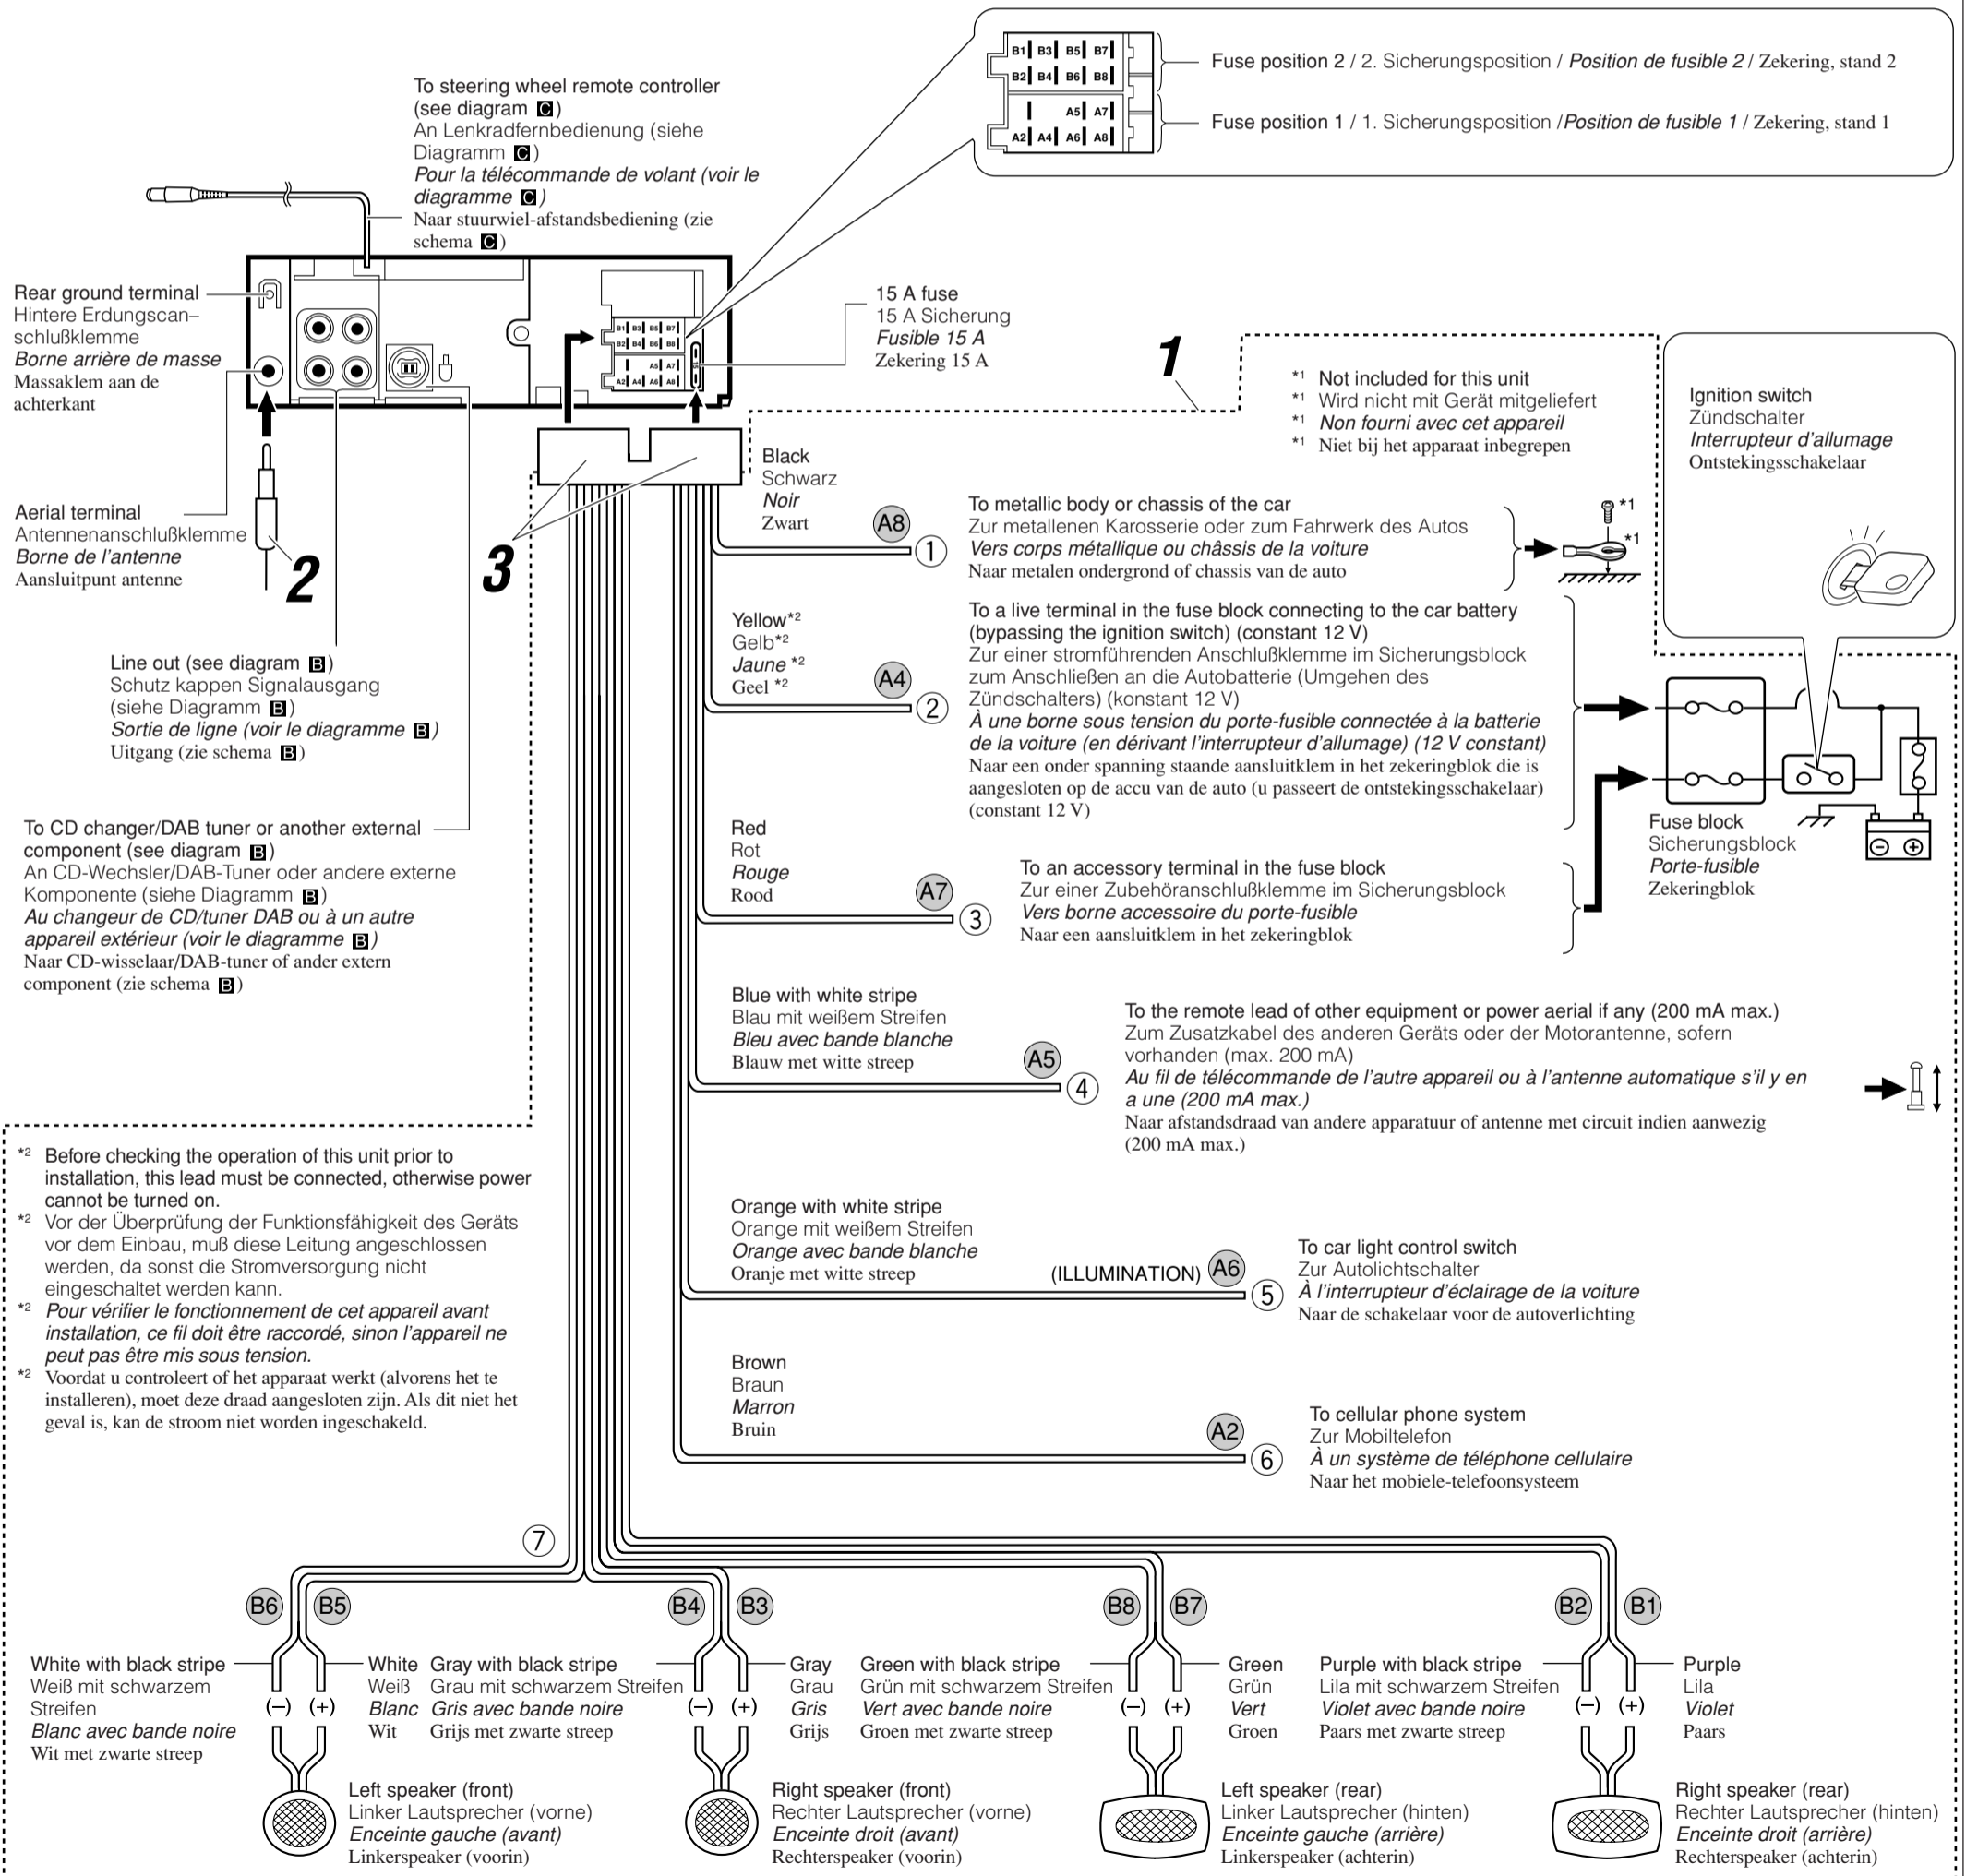 B1 B3 B5 B7
B2 B4 B6 B8
A5 A7
A2 A4 A6 A8
Fuse position 2 / 2. Sicherungsposition / Position de fusible 2 / Zekering, stand 2
Fuse position 1 / 1. Sicherungsposition /Position de fusible 1 / Zekering, stand 1
To steering wheel remote controller
(see diagram C)
An Lenkradfernbedienung (siehe
Diagramm C)
Pour la télécommande de volant (voir le
diagramme C)
Naar stuurwiel-afstandsbediening (zie
schema C)
Rear ground terminal
Hintere Erdungscan–
schlußklemme
Borne arrière de masse
Massaklem aan de
achterkant
B1 B3 B5 B7
B2 B4 B6 B8
A5 A7
A2 A4 A6 A8
15 A fuse
15 A Sicherung
Fusible 15 A
Zekering 15 A
1
*1 Not included for this unit
*1 Wird nicht mit Gerät mitgeliefert
*1 Non fourni avec cet appareil
*1 Niet bij het apparaat inbegrepen
Ignition switch
Zündschalter
Interrupteur d'allumage
Ontstekingsschakelaar
Aerial terminal
Antennenanschlußklemme
Borne de l'antenne
Aansluitpunt antenne
2
3
Black
Schwarz
Noir
Zwart
A8
1
To metallic body or chassis of the car
Zur metallenen Karosserie oder zum Fahrwerk des Autos
Vers corps métallique ou châssis de la voiture
Naar metalen ondergrond of chassis van de auto
*1
*1
Yellow*2
Gelb*2
Jaune *2
Geel *2
A4
2
To a live terminal in the fuse block connecting to the car battery
(bypassing the ignition switch) (constant 12 V)
Zur einer stromführenden Anschlußklemme im Sicherungsblock
zum Anschließen an die Autobatterie (Umgehen des
Zündschalters) (konstant 12 V)
À une borne sous tension du porte-fusible connectée à la batterie
de la voiture (en dérivant l'interrupteur d'allumage) (12 V constant)
Naar een onder spanning staande aansluitklem in het zekeringblok die is
aangesloten op de accu van de auto (u passeert de ontstekingsschakelaar)
(constant 12 V)
Line out (see diagram B)
Schutz kappen Signalausgang
(siehe Diagramm B)
Sortie de ligne (voir le diagramme B)
Uitgang (zie schema B)
To CD changer/DAB tuner or another external
component (see diagram B)
An CD-Wechsler/DAB-Tuner oder andere externe
Komponente (siehe Diagramm B)
Au changeur de CD/tuner DAB ou à un autre
appareil extérieur (voir le diagramme B)
Naar CD-wisselaar/DAB-tuner of ander extern
component (zie schema B)
Red
Rot
Rouge
Rood
A7
3
To an accessory terminal in the fuse block
Zur einer Zubehöranschlußklemme im Sicherungsblock
Vers borne accessoire du porte-fusible
Naar een aansluitklem in het zekeringblok
Fuse block
Sicherungsblock
Porte-fusible
Zekeringblok
Blue with white stripe
Blau mit weißem Streifen
Bleu avec bande blanche
Blauw met witte streep
A5
4
To the remote lead of other equipment or power aerial if any (200 mA max.)
Zum Zusatzkabel des anderen Geräts oder der Motorantenne, sofern
vorhanden (max. 200 mA)
Au fil de télécommande de l'autre appareil ou à l'antenne automatique s'il y en
a une (200 mA max.)
Naar afstandsdraad van andere apparatuur of antenne met circuit indien aanwezig
(200 mA max.)
*2 Before checking the operation of this unit prior to
installation, this lead must be connected, otherwise power
cannot be turned on.
*2 Vor der Überprüfung der Funktionsfähigkeit des Geräts
vor dem Einbau, muß diese Leitung angeschlossen
werden, da sonst die Stromversorgung nicht
eingeschaltet werden kann.
*2 Pour vérifier le fonctionnement de cet appareil avant
installation, ce fil doit être raccordé, sinon l'appareil ne
peut pas être mis sous tension.
*2 Voordat u controleert of het apparaat werkt (alvorens het te
installeren), moet deze draad aangesloten zijn. Als dit niet het
geval is, kan de stroom niet worden ingeschakeld.
Orange with white stripe
Orange mit weißem Streifen
Orange avec bande blanche
Oranje met witte streep
(ILLUMINATION) A6
5
To car light control switch
Zur Autolichtschalter
À l'interrupteur d'éclairage de la voiture
Naar de schakelaar voor de autoverlichting
Brown
Braun
Marron
Bruin
A2
6
To cellular phone system
Zur Mobiltelefon
À un système de téléphone cellulaire
Naar het mobiele-telefoonsysteem
7
B6 B5
White with black stripe
Weiß mit schwarzem
Streifen
Blanc avec bande noire
Wit met zwarte streep
(–) (+)
White
Weiß
Blanc
Wit
Left speaker (front)
Linker Lautsprecher (vorne)
Enceinte gauche (avant)
Linkerspeaker (voorin)
B4 B3
Gray with black stripe
Grau mit schwarzem Streifen
Gris avec bande noire
Grijs met zwarte streep
(–) (+)
Gray
Grau
Gris
Grijs
Right speaker (front)
Rechter Lautsprecher (vorne)
Enceinte droit (avant)
Rechterspeaker (voorin)
B8 B7
Green with black stripe
Grün mit schwarzem Streifen
Vert avec bande noire
Groen met zwarte streep
(–) (+)
Green
Grün
Vert
Groen
Left speaker (rear)
Linker Lautsprecher (hinten)
Enceinte gauche (arrière)
Linkerspeaker (achterin)
B2 B1
Purple with black stripe
Lila mit schwarzem Streifen
Violet avec bande noire
Paars met zwarte streep
(–) (+)
Purple
Lila
Violet
Paars
Right speaker (rear)
Rechter Lautsprecher (hinten)
Enceinte droit (arrière)
Rechterspeaker (achterin)